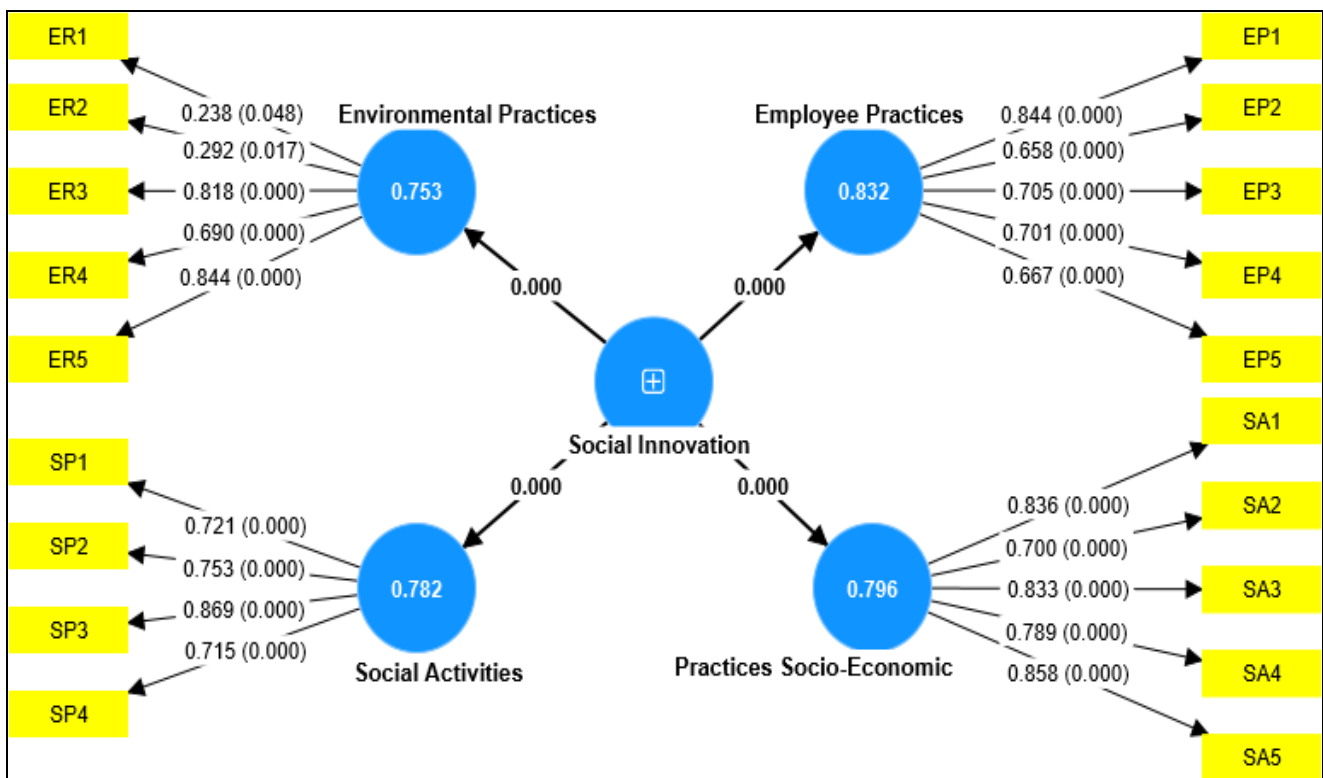 ER1
ER2
ER3
ER4
ER5
0.238 (0.048)
0.292 (0.017)
0.818 (0.000)
0.690 (0.000)
0.844 (0.000)
Environmental Practices
0.753
0.000
Employee Practices
0.832
0.000
0.844 (0.000)
0.658 (0.000)
0.705 (0.000)
0.701 (0.000)
0.667 (0.000)
EP1
EP2
EP3
EP4
EP5
Social Innovation
SP1
SP2
SP3
SP4
0.721 (0.000)
0.753 (0.000)
0.869 (0.000)
0.715 (0.000)
0.000
0.782
Social Activities
0.000
0.796
Practices Socio-Economic
0.836 (0.000)
0.700 (0.000)
0.833 (0.000)
0.789 (0.000)
0.858 (0.000)
SA1
SA2
SA3
SA4
SA5